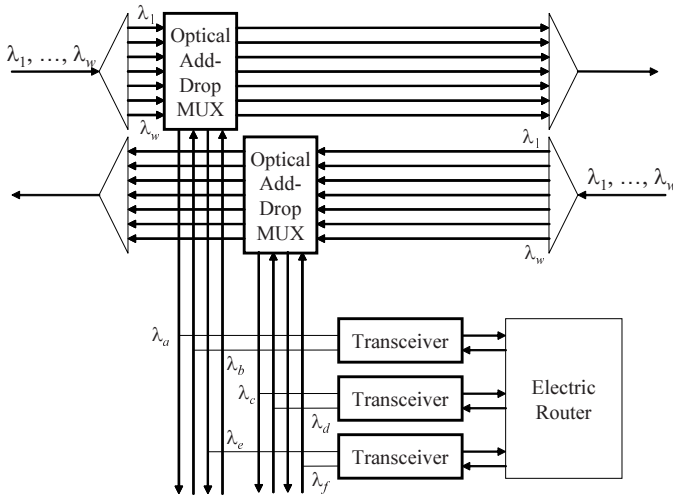 λ1
λ1, …, λw
Optical
Add-
Drop
MUX
λw
λ1
Optical
Add-
Drop
MUX
λ1, …, λw
λw
λa
Transceiver
λb
λc
Transceiver
Electric
Router
λd
λe
Transceiver
λf